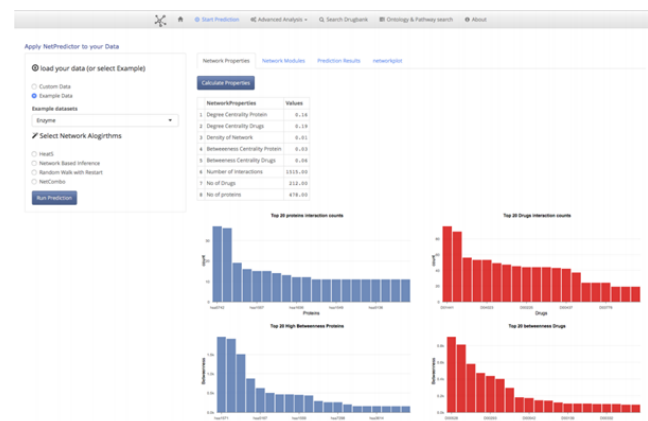 Start Prediction
Advanced Analysis
Search Drugbank
Ontology & Pathway search
About
Apply NetPredictor to your Data
load your data (or select Example)
Custom Data
Example Data
Example datasets
Enzyme
Select Network Alogirthms
HeatS
Network Based Inference
Random Walk with Restart
NetCombo
Run Prediction
Network Properties
Network Modules
Prediction Results
networkplot
Calculate Properties
NetworkProperties Values
1 Degree Centrality Protein 0.16
2 Degree Centrality Drugs 0.19
3 Density of Network 0.01
4 Betweenness Centrality Protein 0.03
5 Betweeness Centrality Drugs
6 Number of interactions 1515.00
7 No of Drugs 212.00
8 No of proteins 478.00
Top 20 proteins interaction counts
count
Proteins
Top 20 Drugs interaction counts
count
Drugs
Top 20 High Betweenness Proteins
Betweenness
Top 20 betweenness Drugs
Betweenness